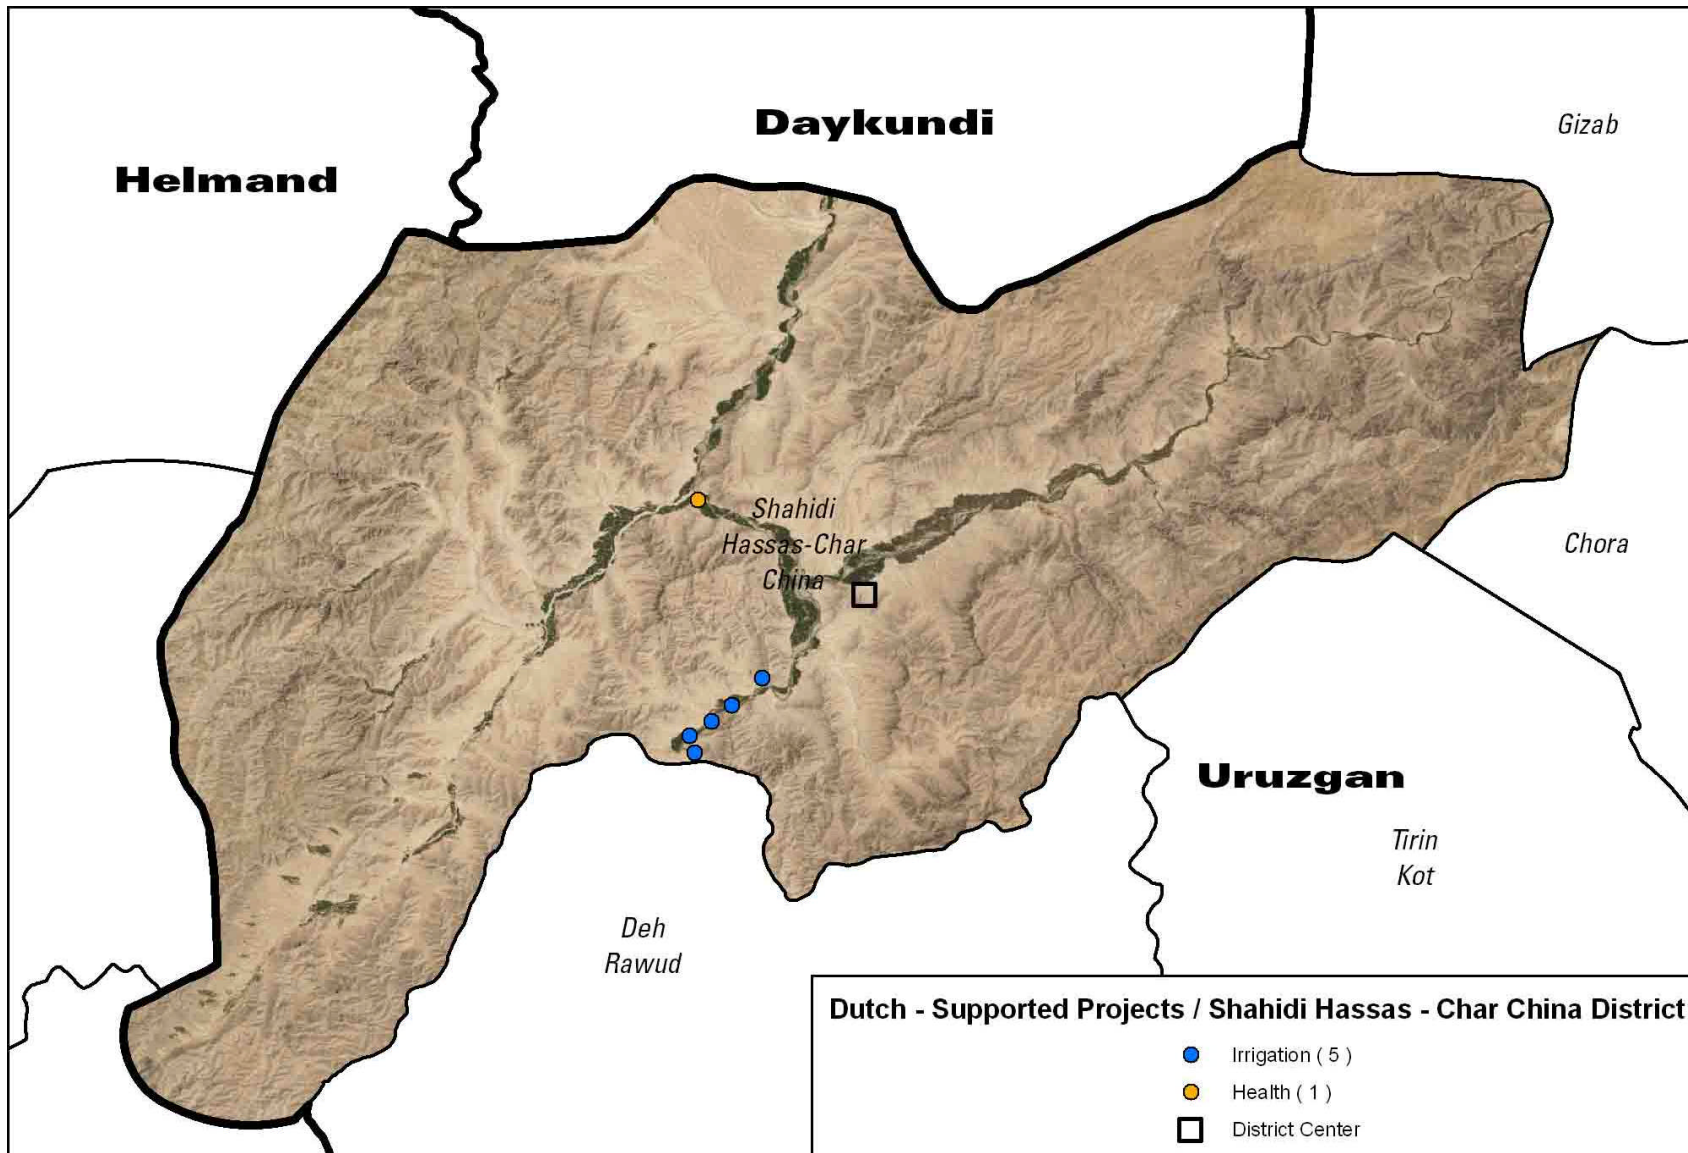 Daykundi
Gizab
Helmand
Shahidi
Hassas-Char
China
Chora
Uruzgan
Tirin
Kot
Deh
Rawud
Dutch - Supported Projects / Shahidi Hassas - Char China District
Irrigation ( 5 )
Health ( 1 )
District Center